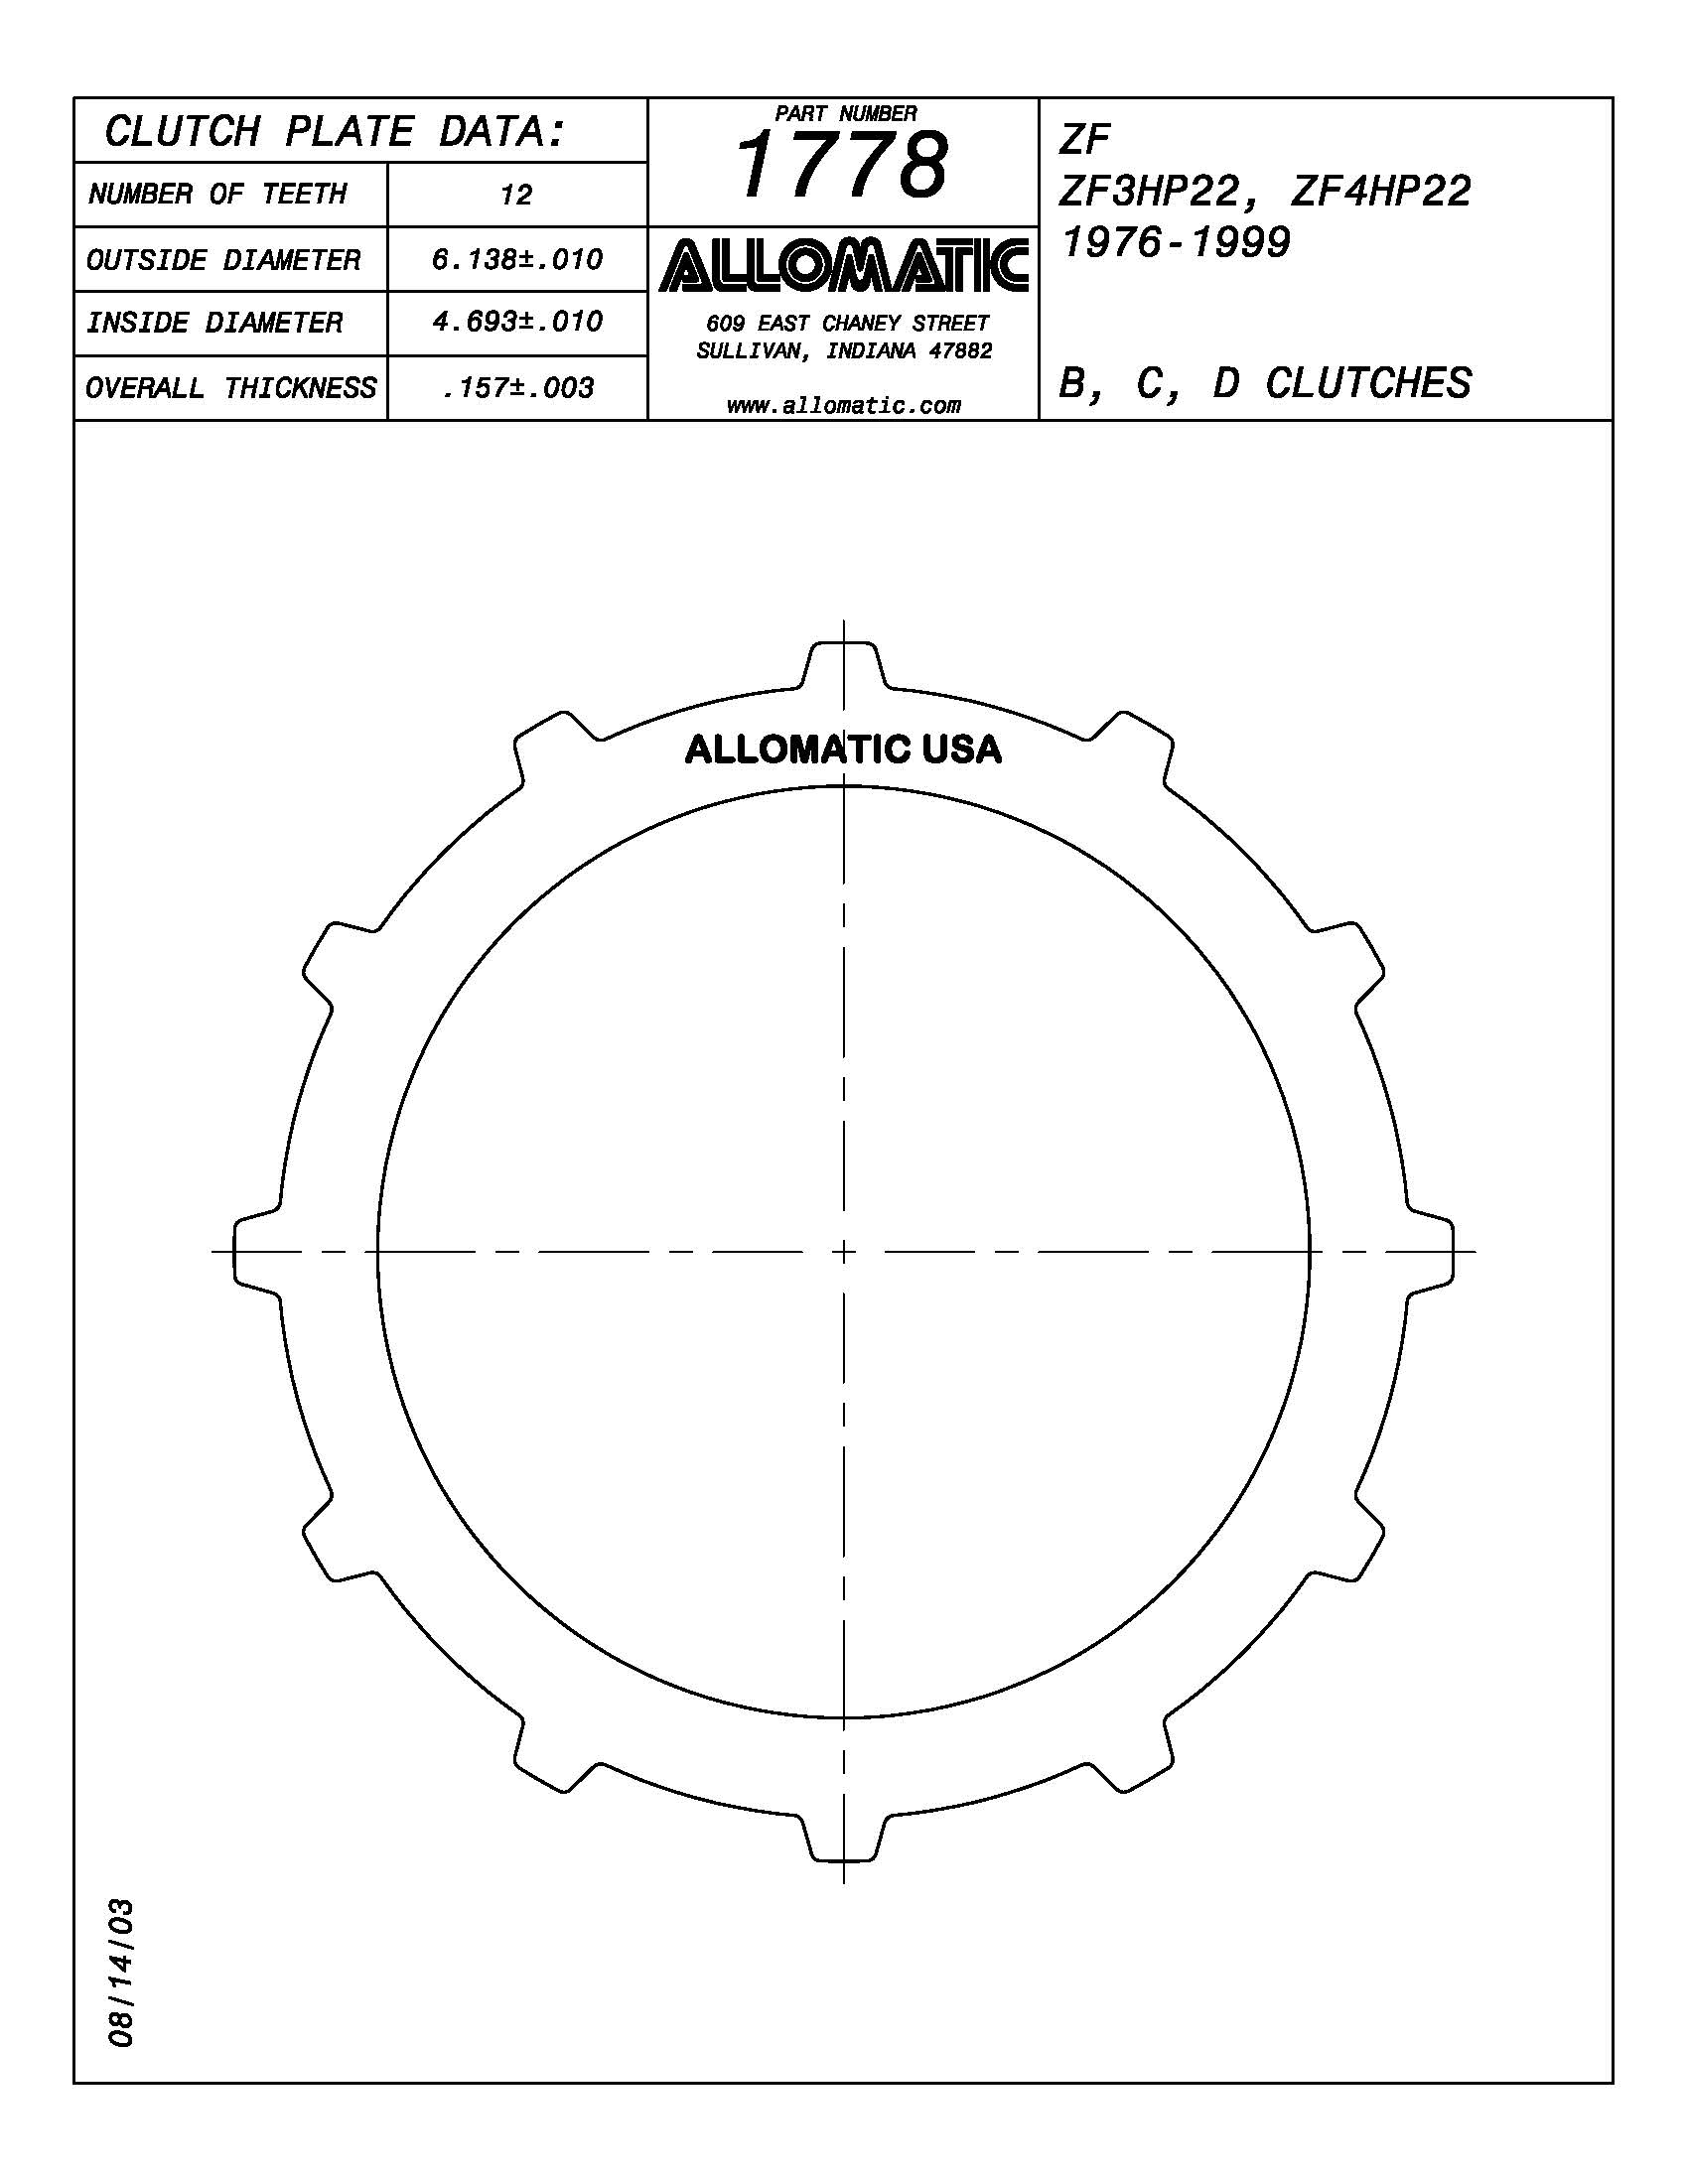 CLUTCH PLATE DATA:
NUMBER OF TEETH 12
OUTSIDE DIAMETER 6.138±.010
INSIDE DIAMETER 4.693±.010
OVERALL THICKNESS .157±.003
PART NUMBER
1778
ALLOMATIC
609 EAST CHANEY STREET
SULLIVAN, INDIANA 47882
www.allomatic.com
ZF
ZF3HP22, ZF4HP22
1976-1999
B, C, D CLUTCHES
ALLOMATIC USA
08/14/03